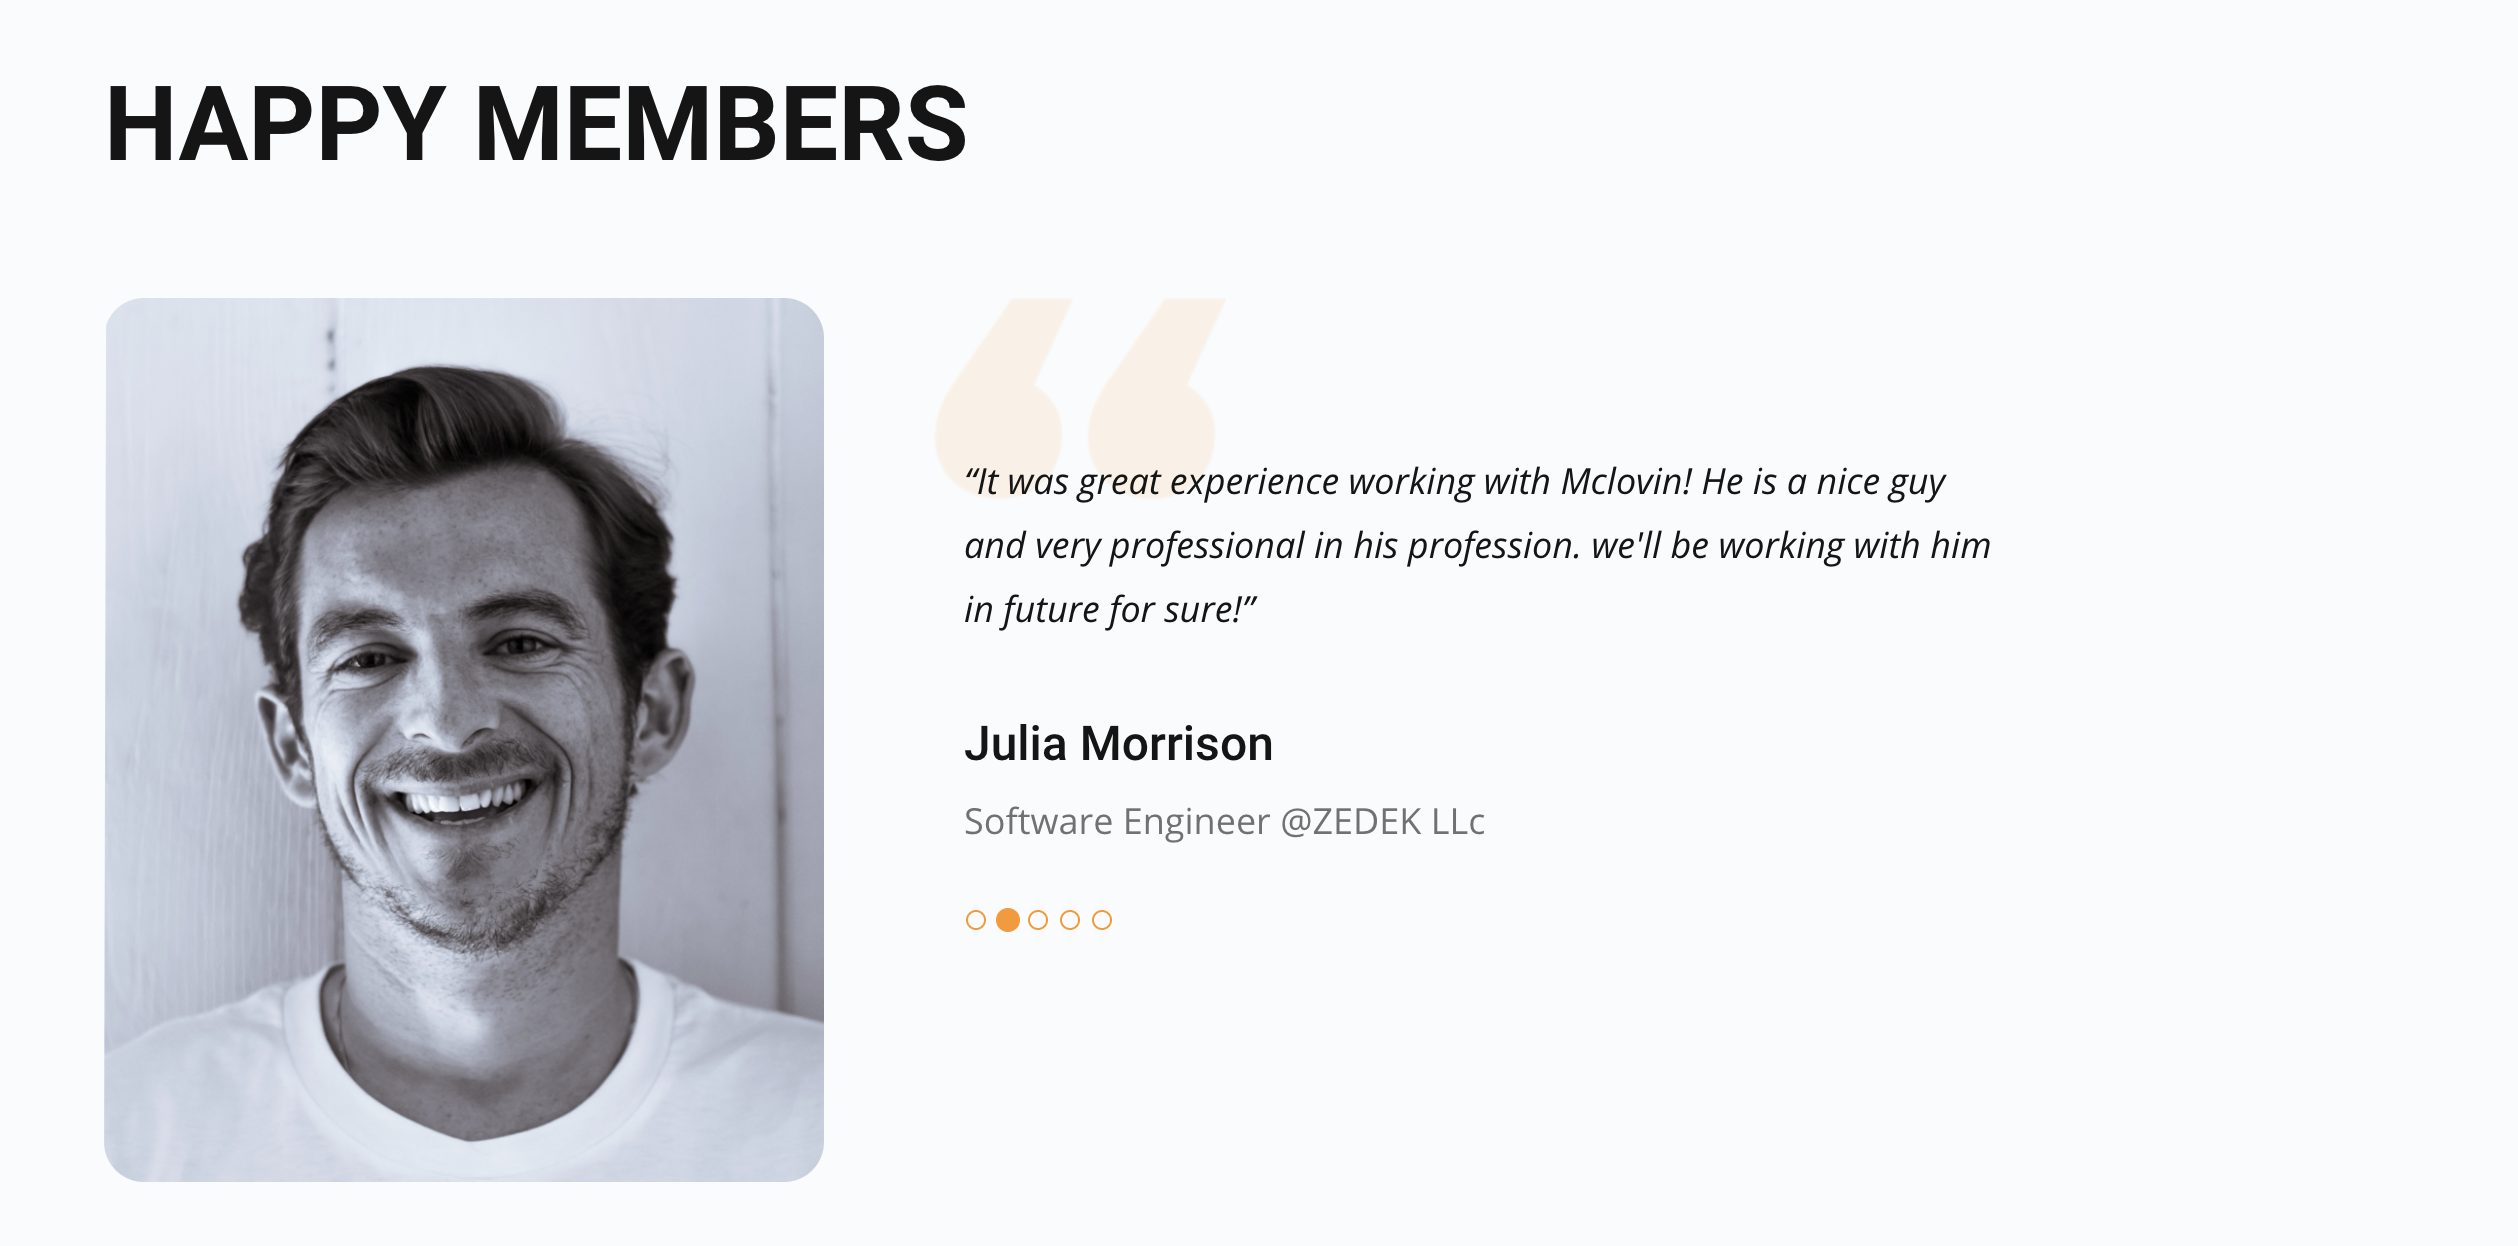 HAPPY MEMBERS
“It was great experience working with Mclovin! He is a nice guy
and very professional in his profession. we'll be working with him
in future for sure!”
Julia Morrison
Software Engineer @ZEDEK LLc